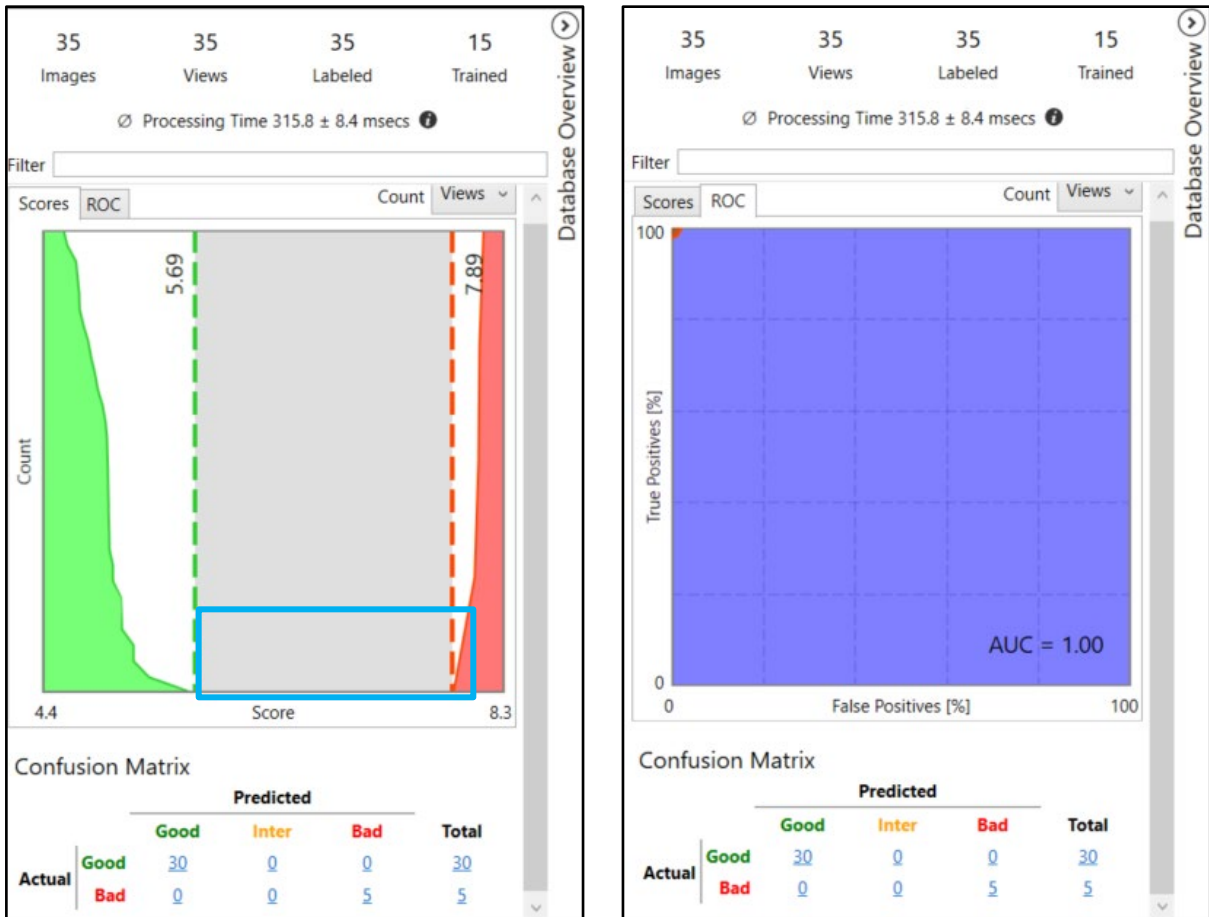 35 35 35 15
Images Views Labeled Trained
Ø Processing Time 315.8 ± 8.4 msecs i
Database Overview
Filter
Scores ROC Count Views
5.69 7.89
Count
4.4 Score 8.3
Confusion Matrix
Predicted
Good Inter Bad Total
Actual Good 30 0 0 30
Bad 0 0 5 5
35 35 35 15
Images Views Labeled Trained
Ø Processing Time 315.8 ± 8.4 msecs i
Database Overview
Filter
Scores ROC Count Views
100
True Positives [%]
AUC = 1.00
0
0 False Positives [%] 100
Confusion Matrix
Predicted
Good Inter Bad Total
Actual Good 30 0 0 30
Bad 0 0 5 5